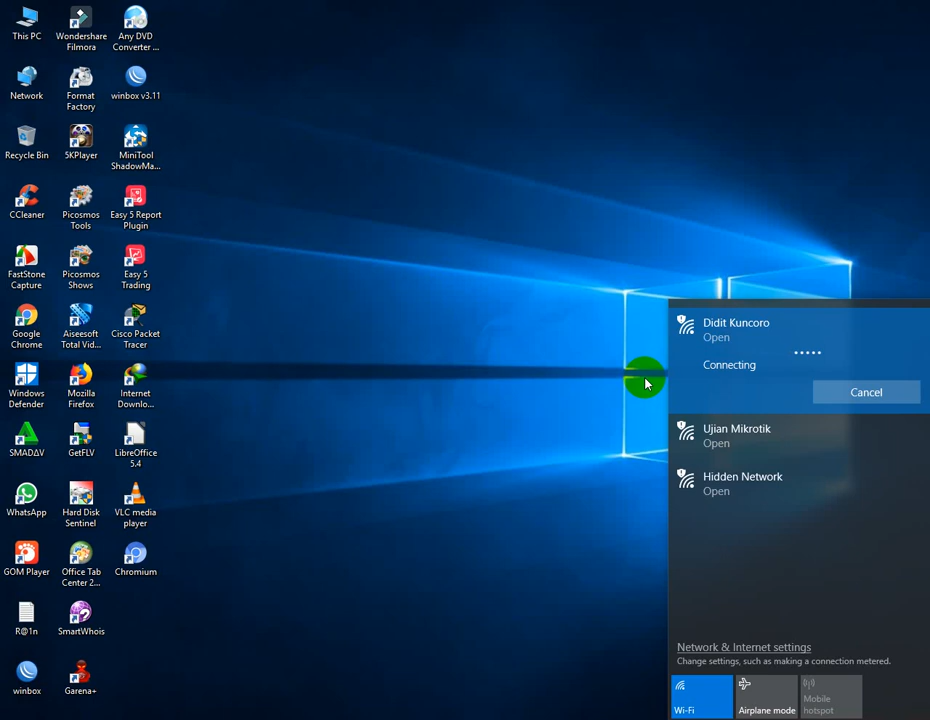 This PC
Wondershare
Filmora
Any DVD
Converter ...
Network
Format
Factory
winbox v3.11
Recycle Bin
5KPlayer
MiniTool
ShadowMa...
CCleaner
Picosmos
Tools
Easy 5 Report
Plugin
FastStone
Capture
Picosmos
Shows
Easy 5
Trading
Google
Chrome
Aiseesoft
Total Vid...
Cisco Packet
Tracer
Windows
Defender
Mozilla
Firefox
Internet
Downlo...
SMADΔV
GetFLV
LibreOffice
5.4
WhatsApp
Hard Disk
Sentinel
VLC media
player
GOM Player
Office Tab
Center 2...
Chromium
R@1n
SmartWhois
winbox
Garena+
Didit Kuncoro
Open
Connecting
Cancel
Ujian Mikrotik
Open
Hidden Network
Open
Network & Internet settings
Change settings, such as making a connection metered.
Wi-Fi
Airplane mode
Mobile
hotspot